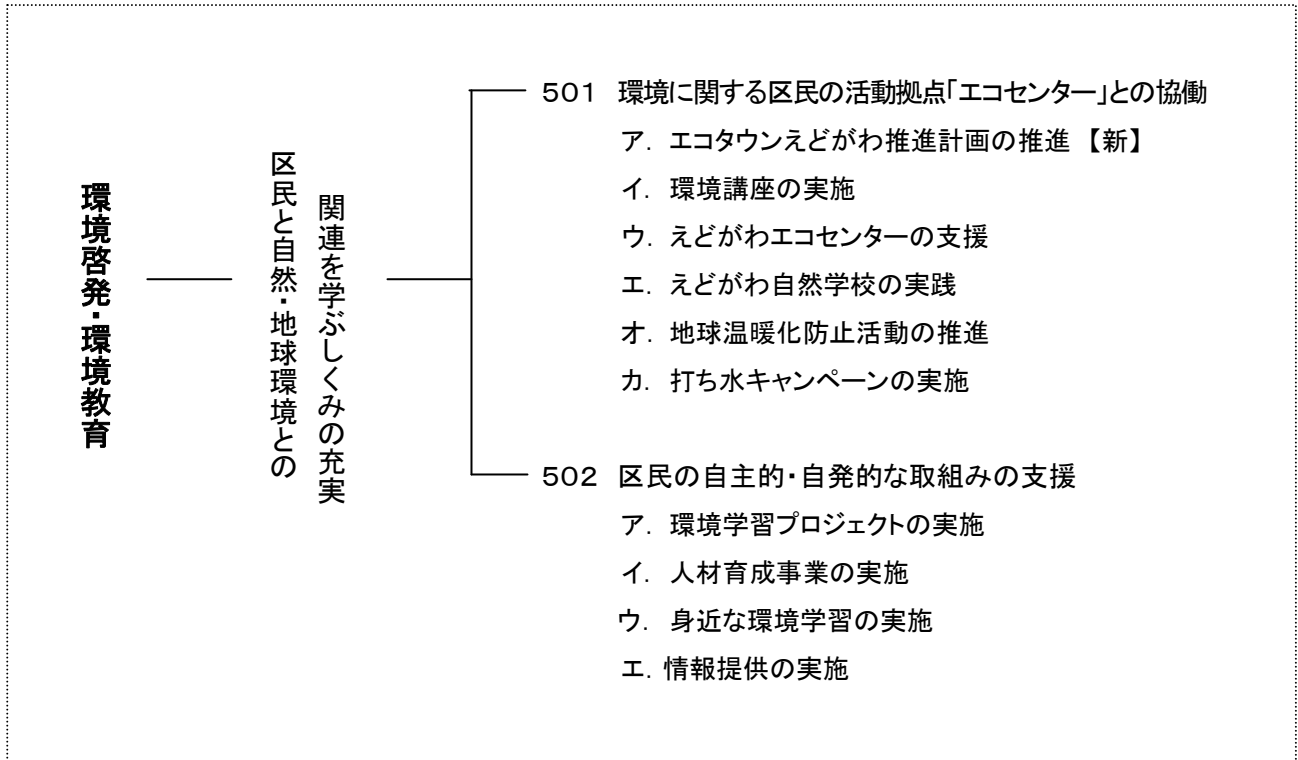 環境啓発・環境教育
区民と自然・地球環境との
関連を学ぶしくみの充実
501 環境に関する区民の活動拠点「エコセンター」との協働
ア. エコタウンえどがわ推進計画の推進 【新】
イ. 環境講座の実施
ウ. えどがわエコセンターの支援
エ. えどがわ自然学校の実践
オ. 地球温暖化防止活動の推進
カ. 打ち水キャンペーンの実施
502 区民の自主的・自発的な取組みの支援
ア. 環境学習プロジェクトの実施
イ. 人材育成事業の実施
ウ. 身近な環境学習の実施
エ. 情報提供の実施